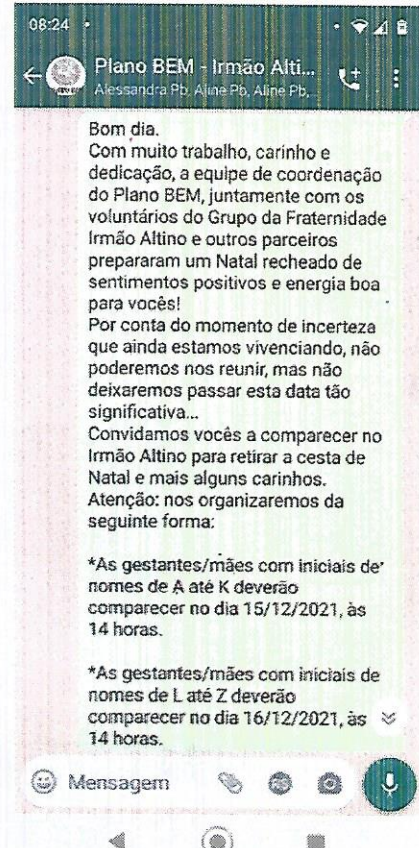 08:24
Plano BEM - Irmão Alti...
Alessandra Pb, Aline Pb, Aline Pb,
Bom dia.
Com muito trabalho, carinho e
dedicação, a equipe de coordenação
do Plano BEM, juntamente com os
voluntários do Grupo da Fraternidade
Irmão Altino e outros parceiros
prepararam um Natal recheado de
sentimentos positivos e energia boa
para vocês!
Por conta do momento de incerteza
que ainda estamos vivenciando, não
poderemos nos reunir, mas não
deixaremos passar esta data tão
significativa...
Convidamos vocês a comparecer no
Irmão Altino para retirar a cesta de
Natal e mais alguns carinhos.
Atenção: nos organizaremos da
seguinte forma:
*As gestantes/mães com iniciais de
nomes de A até K deverão
comparecer no dia 15/12/2021, às
14 horas.
*As gestantes/mães com iniciais de
nomes de L até Z deverão
comparecer no dia 16/12/2021, às
14 horas.
Mensagem